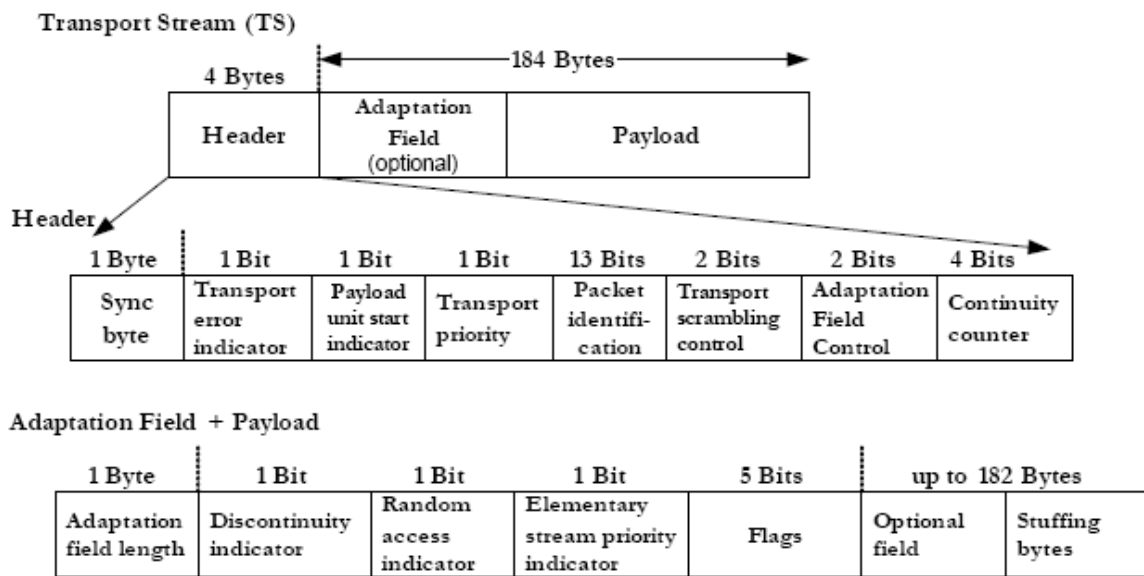 Transport Stream (TS)
4 Bytes
184 Bytes
Header
Adaptation
Field
(optional)
Payload
Header
1 Byte
1 Bit
1 Bit
1 Bit
13 Bits
2 Bits
2 Bits
4 Bits
Sync
byte
Transport
error
indicator
Payload
unit start
indicator
Transport
priority
Packet
identifi-
cation
Transport
scrambling
control
Adaptation
Field
Control
Continuity
counter
Adaptation Field + Payload
1 Byte
1 Bit
1 Bit
1 Bit
5 Bits
up to 182 Bytes
Adaptation
field length
Discontinuity
indicator
Random
access
indicator
Elementary
stream priority
indicator
Flags
Optional
field
Stuffing
bytes